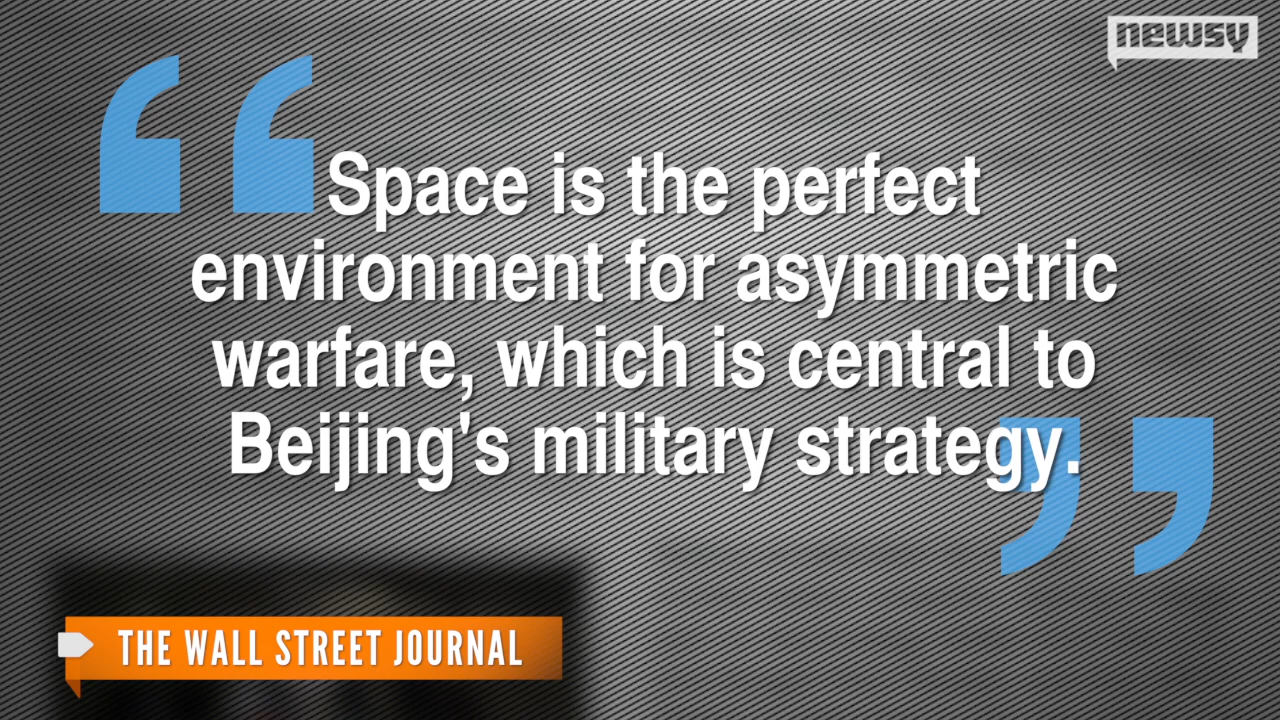 newsy
Space is the perfect
environment for asymmetric
warfare, which is central to
Beijing's military strategy.
THE WALL STREET JOURNAL